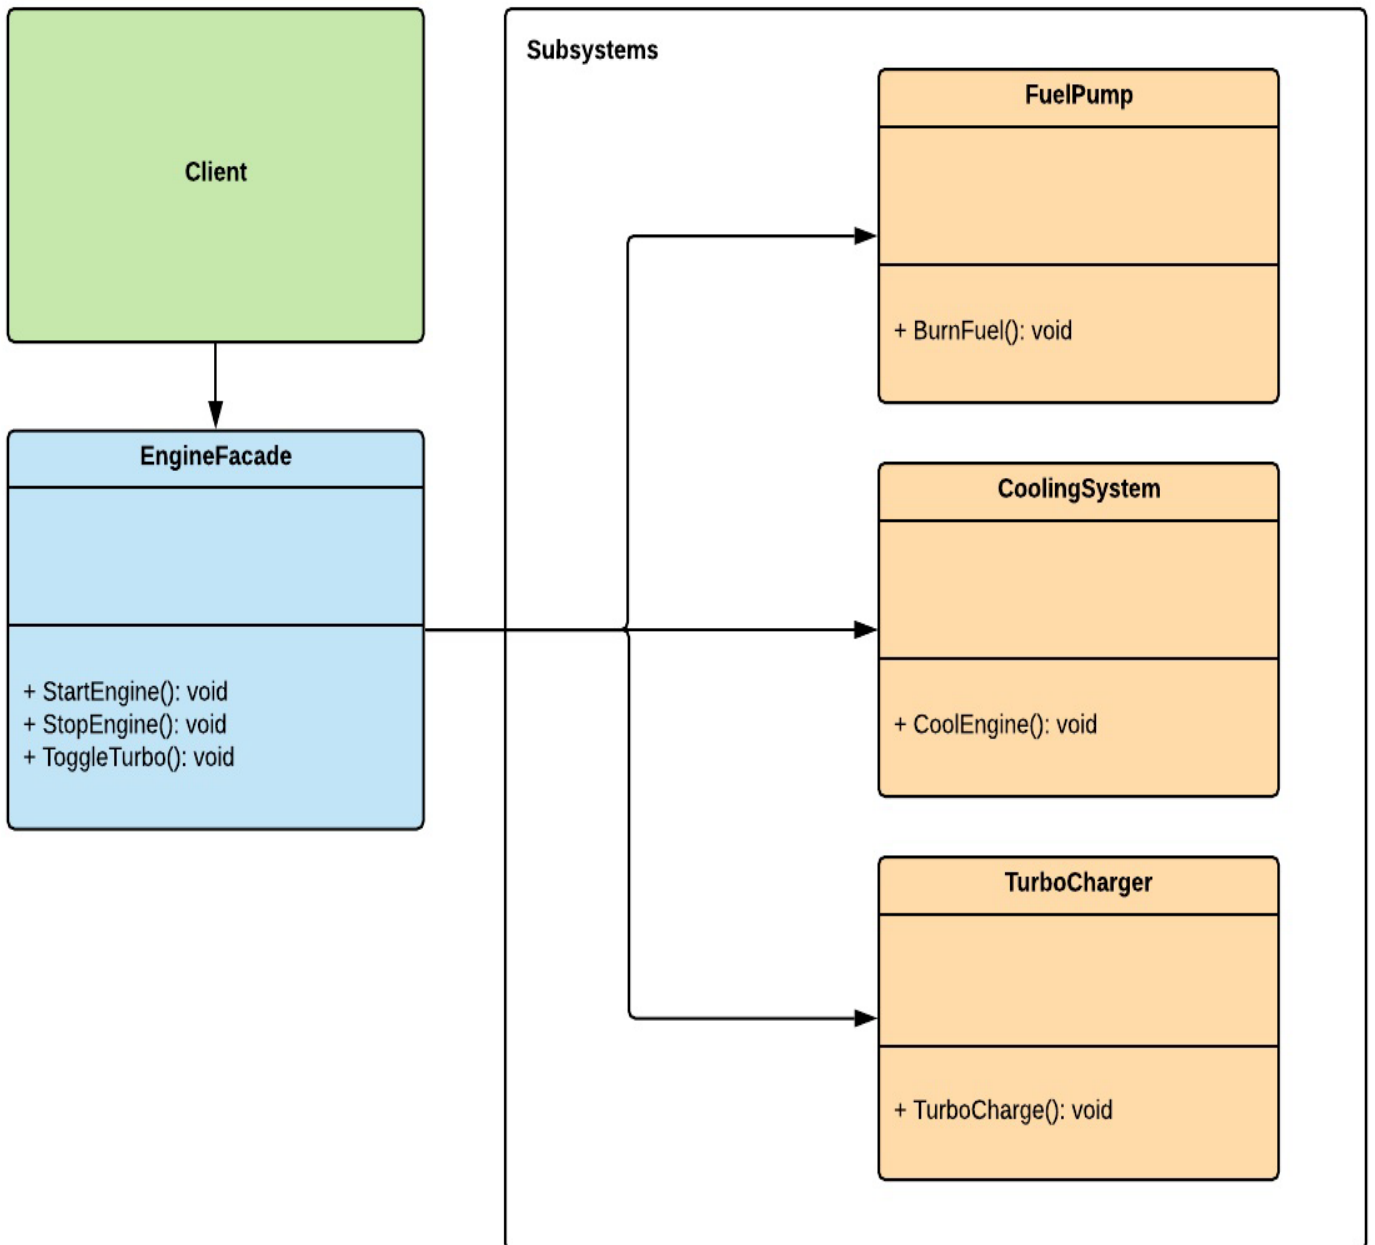 Client
EngineFacade
+ StartEngine(): void
+ StopEngine(): void
+ ToggleTurbo(): void
Subsystems
FuelPump
+ BurnFuel(): void
CoolingSystem
+ CoolEngine(): void
TurboCharger
+ TurboCharge(): void